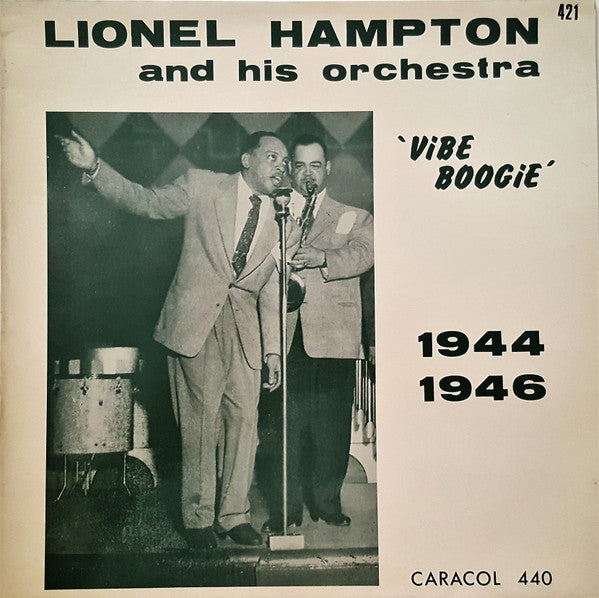 421
LIONEL HAMPTON
and his orchestra
`ViBE
BOOGiE´
1944
1946
CARACOL 440